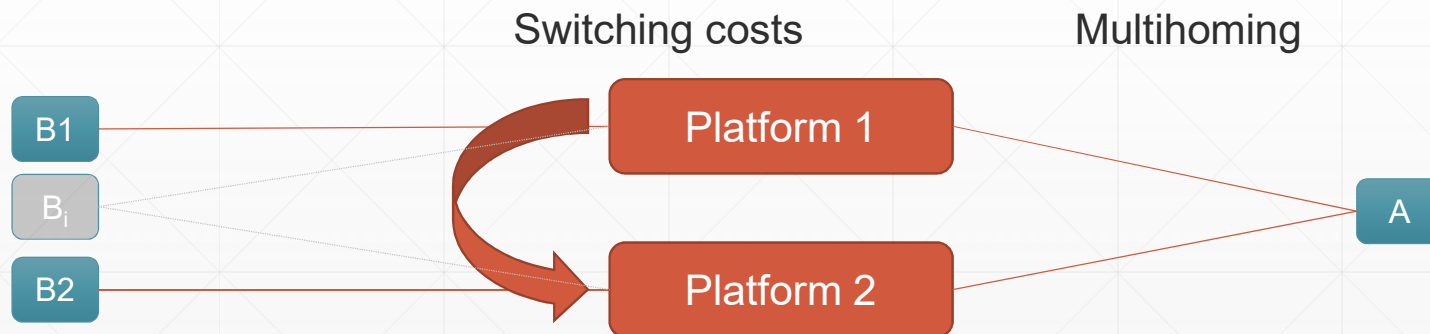 Switching costs
Multihoming
B1
Platform 1
Bi
A
B2
Platform 2